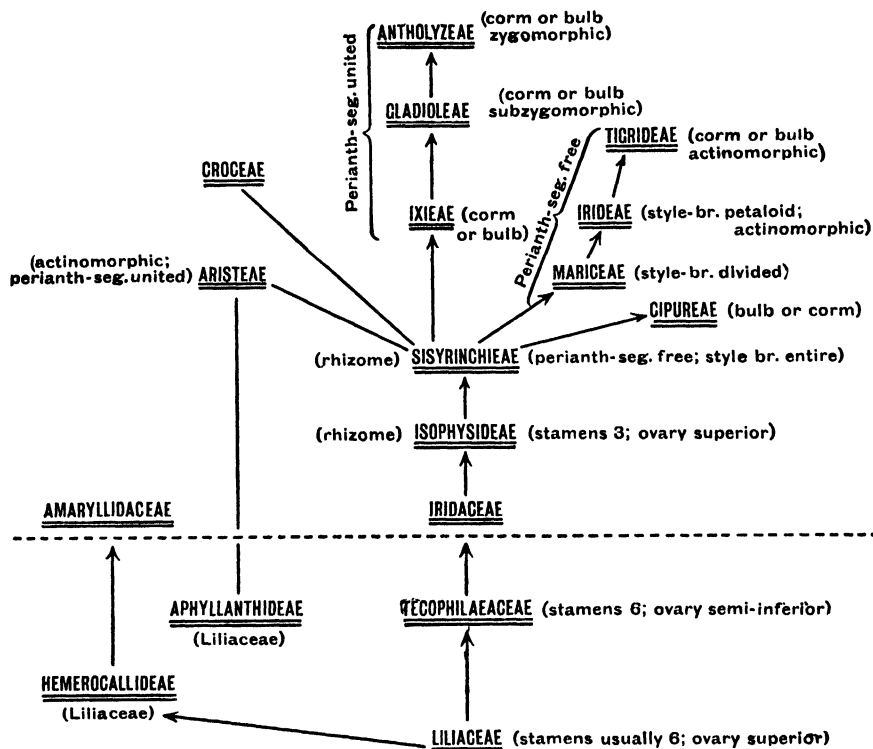 Perianth-seg. united
ANTHOLYZEAE (corm or bulb
zygomorphic)
GLADIOLEAE (corm or bulb
subzygomorphic)
Perianth-seg. free
TIGRIDEAE (corm or bulb
actinomorphic)
CROCEAE
IXIEAE (corm
or bulb)
IRIDEAE (style-br. petaloid;
actinomorphic)
(actinomorphic;
perianth-seg. united) ARISTEAE
MARICEAE (style-br. divided)
CIPUREAE (bulb or corm)
(rhizome) SISYRINCHIEAE (perianth-seg. free; style br. entire)
(rhizome) ISOPHYSIDEAE (stamens 3; ovary superior)
AMARYLLIDACEAE
IRIDACEAE
APHYLLANTHIDEAE
(Liliaceae)
TECOPHILAEACEAE (stamens 6; ovary semi-inferior)
HEMEROCALLIDEAE
(Liliaceae)
LILIACEAE (stamens usually 6; ovary superior)